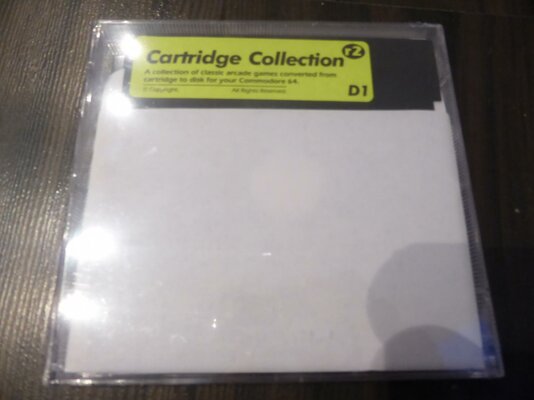 Cartridge Collection rz
A collection of classic arcade games converted from
cartridge to disk for your Commodore 64.
© Copyright. All Rights Reserved.
D1